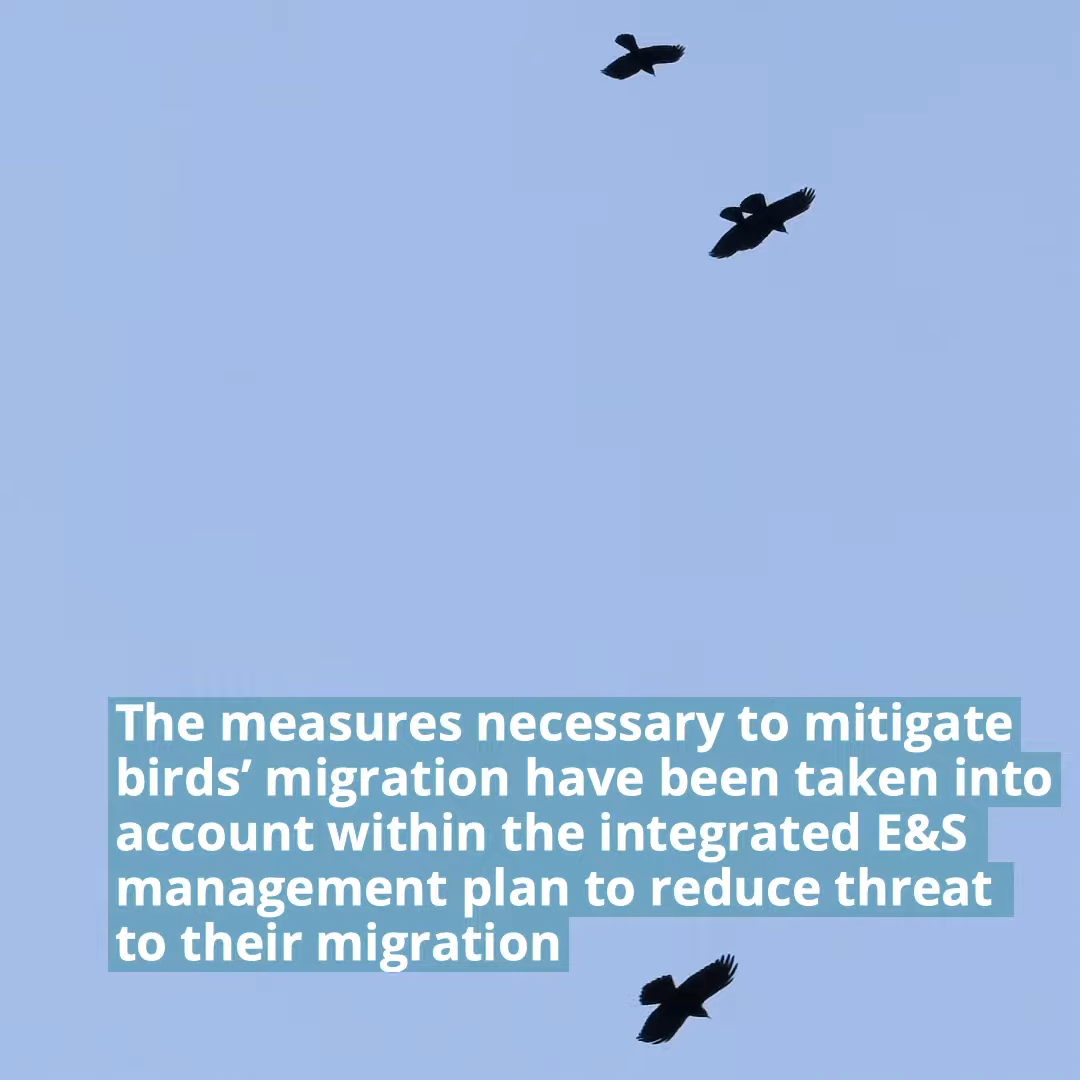 The measures necessary to mitigate
birds’ migration have been taken into
account within the integrated E&S
management plan to reduce threat
to their migration